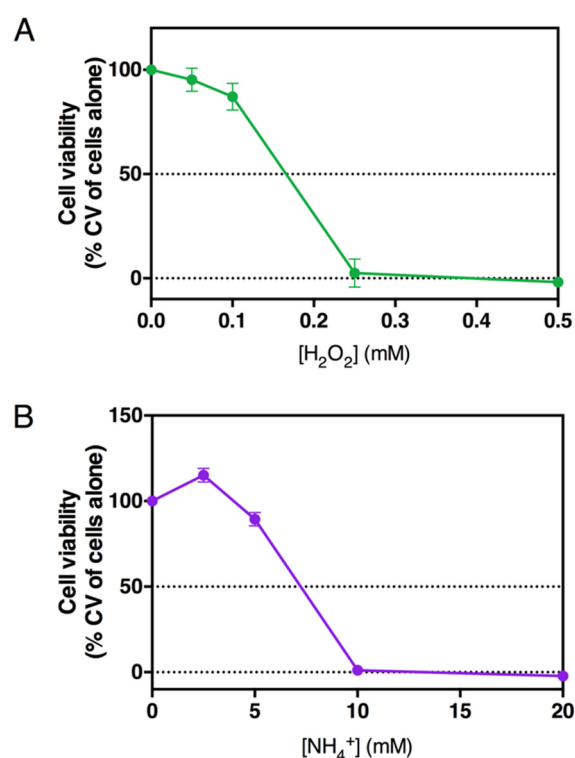 A
Cell viability
(% CV of cells alone)
100
50
0
0.0 0.1 0.2 0.3 0.4 0.5
[H₂O₂] (mM)
B
Cell viability
(% CV of cells alone)
150
100
50
0
0 5 10 15 20
[NH₄⁺] (mM)